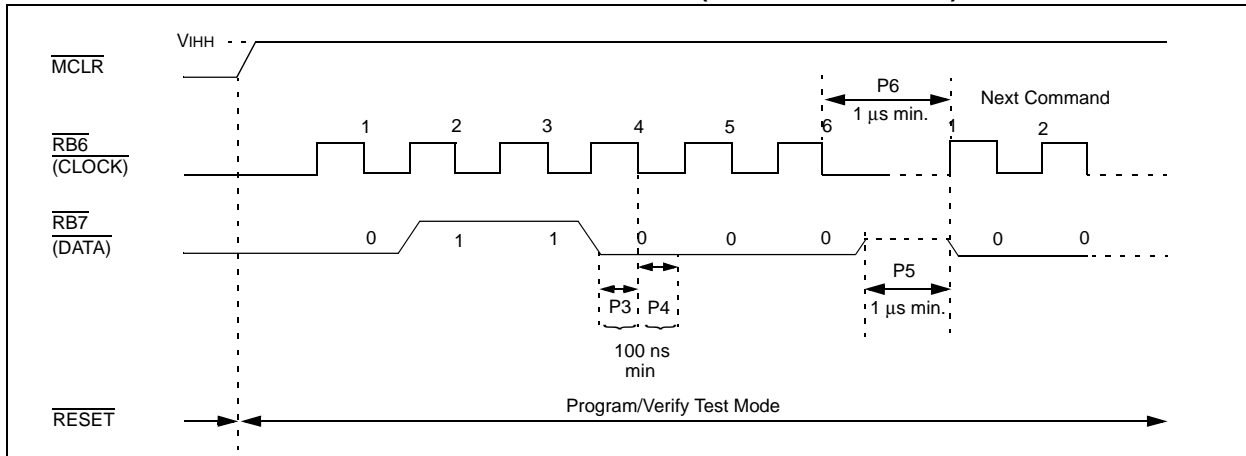 VIHH
MCLR
P6
1 µs min.
Next Command
1 2 3 4 5 6 1 2
RB6
(CLOCK)
RB7
(DATA)
0 1 1 0 0 0 0 0
P5
1 µs min.
P3 P4
100 ns
min
RESET
Program/Verify Test Mode